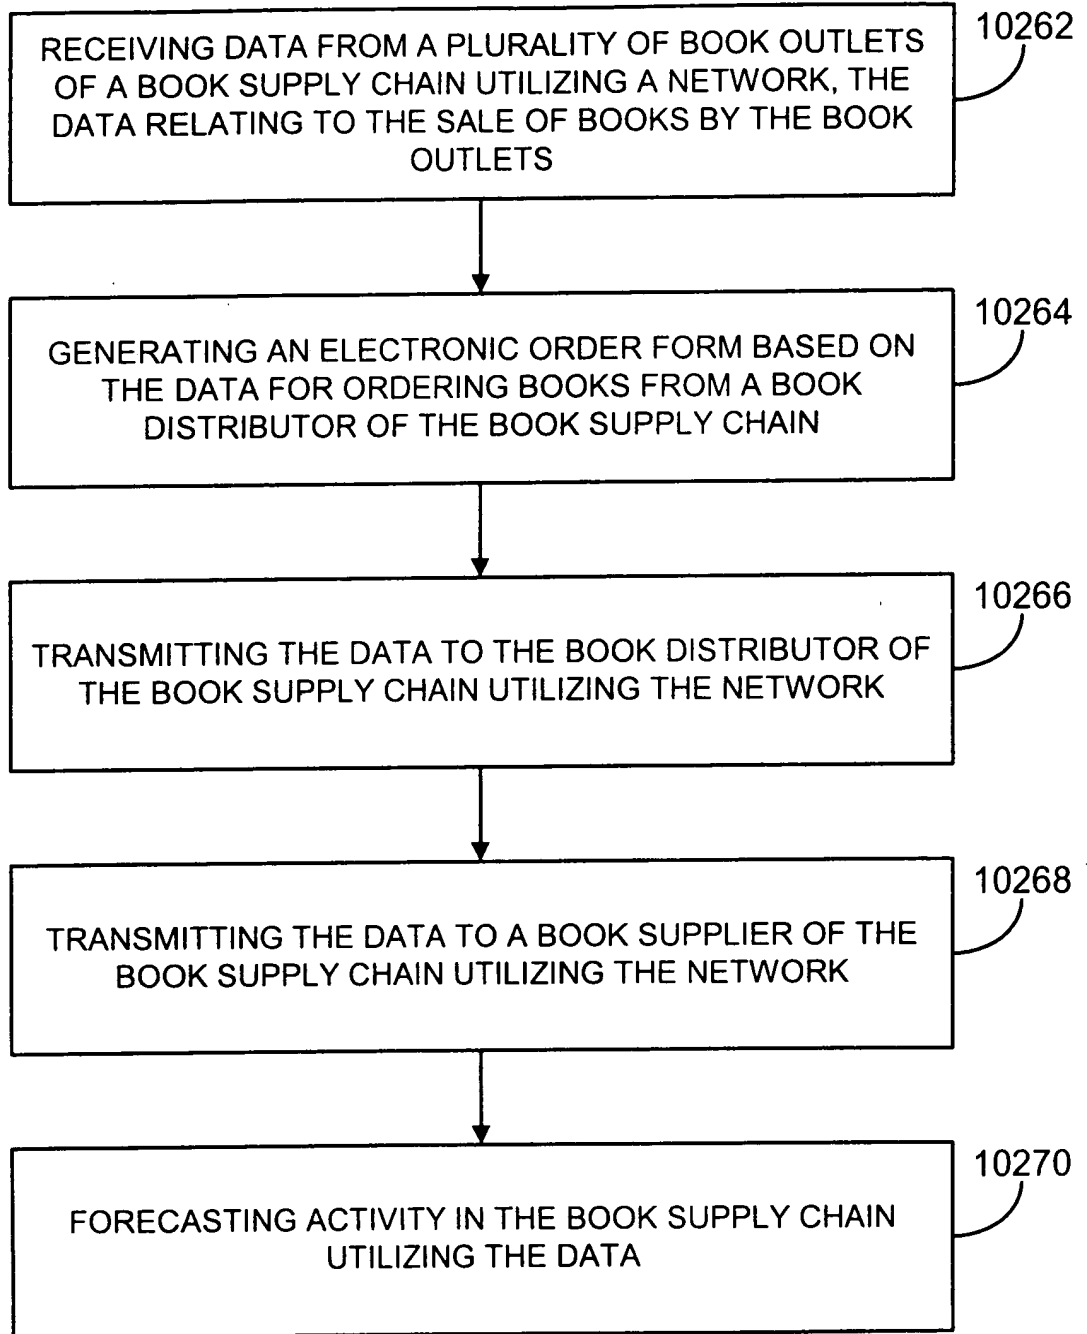 RECEIVING DATA FROM A PLURALITY OF BOOK OUTLETS
OF A BOOK SUPPLY CHAIN UTILIZING A NETWORK, THE
DATA RELATING TO THE SALE OF BOOKS BY THE BOOK
OUTLETS
10262
GENERATING AN ELECTRONIC ORDER FORM BASED ON
THE DATA FOR ORDERING BOOKS FROM A BOOK
DISTRIBUTOR OF THE BOOK SUPPLY CHAIN
10264
TRANSMITTING THE DATA TO THE BOOK DISTRIBUTOR OF
THE BOOK SUPPLY CHAIN UTILIZING THE NETWORK
10266
TRANSMITTING THE DATA TO A BOOK SUPPLIER OF THE
BOOK SUPPLY CHAIN UTILIZING THE NETWORK
10268
FORECASTING ACTIVITY IN THE BOOK SUPPLY CHAIN
UTILIZING THE DATA
10270